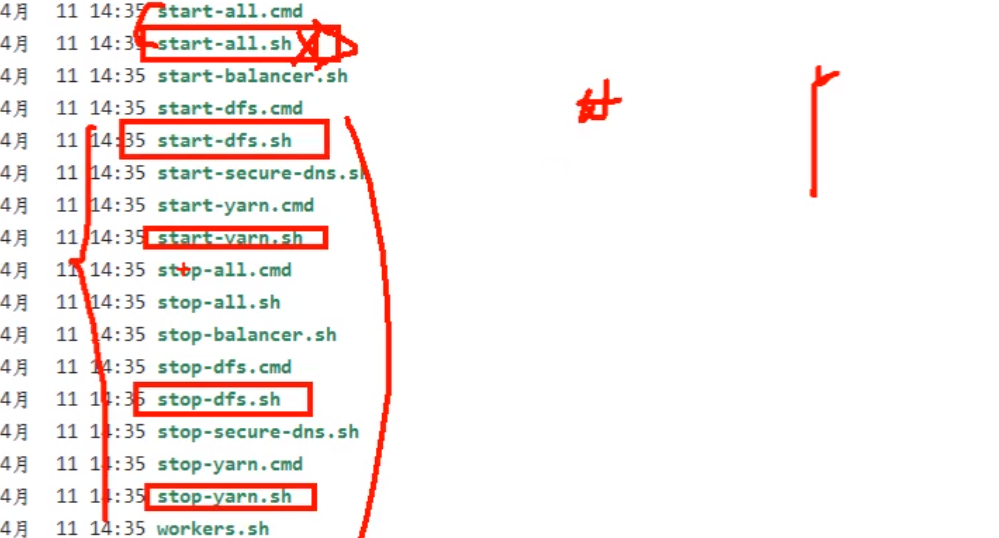 4月 11 14:35 start-all.cmd
4月 11 14:35 start-all.sh
4月 11 14:35 start-balancer.sh
4月 11 14:35 start-dfs.cmd
4月 11 14:35 start-dfs.sh
4月 11 14:35 start-secure-dns.sh
4月 11 14:35 start-yarn.cmd
4月 11 14:35 start-yarn.sh
4月 11 14:35 stop-all.cmd
4月 11 14:35 stop-all.sh
4月 11 14:35 stop-balancer.sh
4月 11 14:35 stop-dfs.cmd
4月 11 14:35 stop-dfs.sh
4月 11 14:35 stop-secure-dns.sh
4月 11 14:35 stop-yarn.cmd
4月 11 14:35 stop-yarn.sh
4月 11 14:35 workers.sh